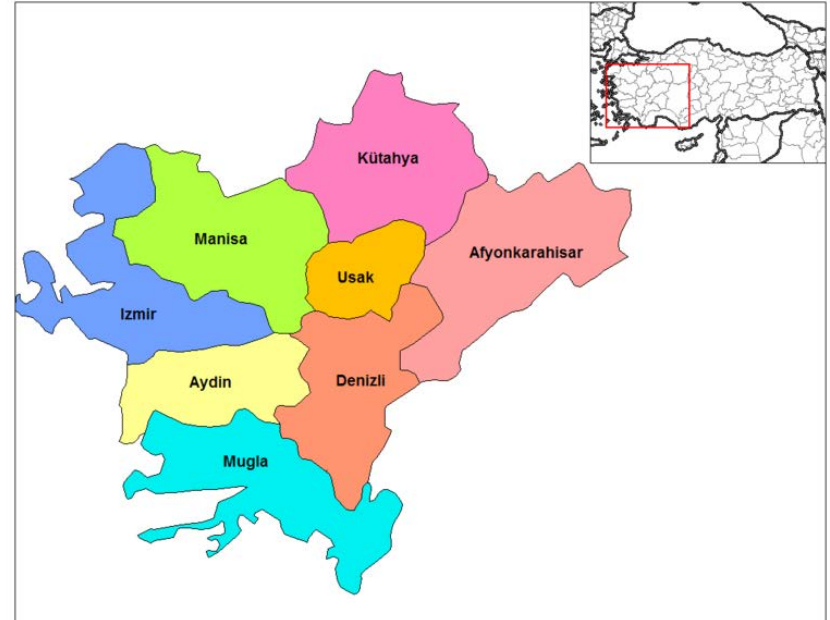 Kütahya
Manisa
Afyonkarahisar
Usak
Izmir
Aydin
Denizli
Mugla